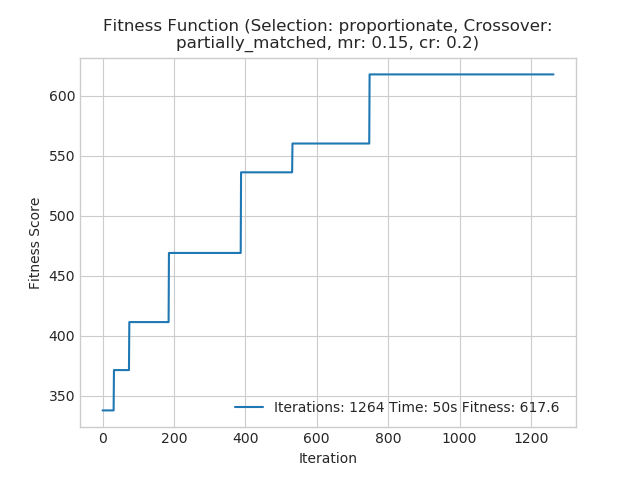 Fitness Function (Selection: proportionate, Crossover:
partially_matched, mr: 0.15, cr: 0.2)
Fitness Score
600
550
500
450
400
350
Iterations: 1264 Time: 50s Fitness: 617.6
0 200 400 600 800 1000 1200
Iteration